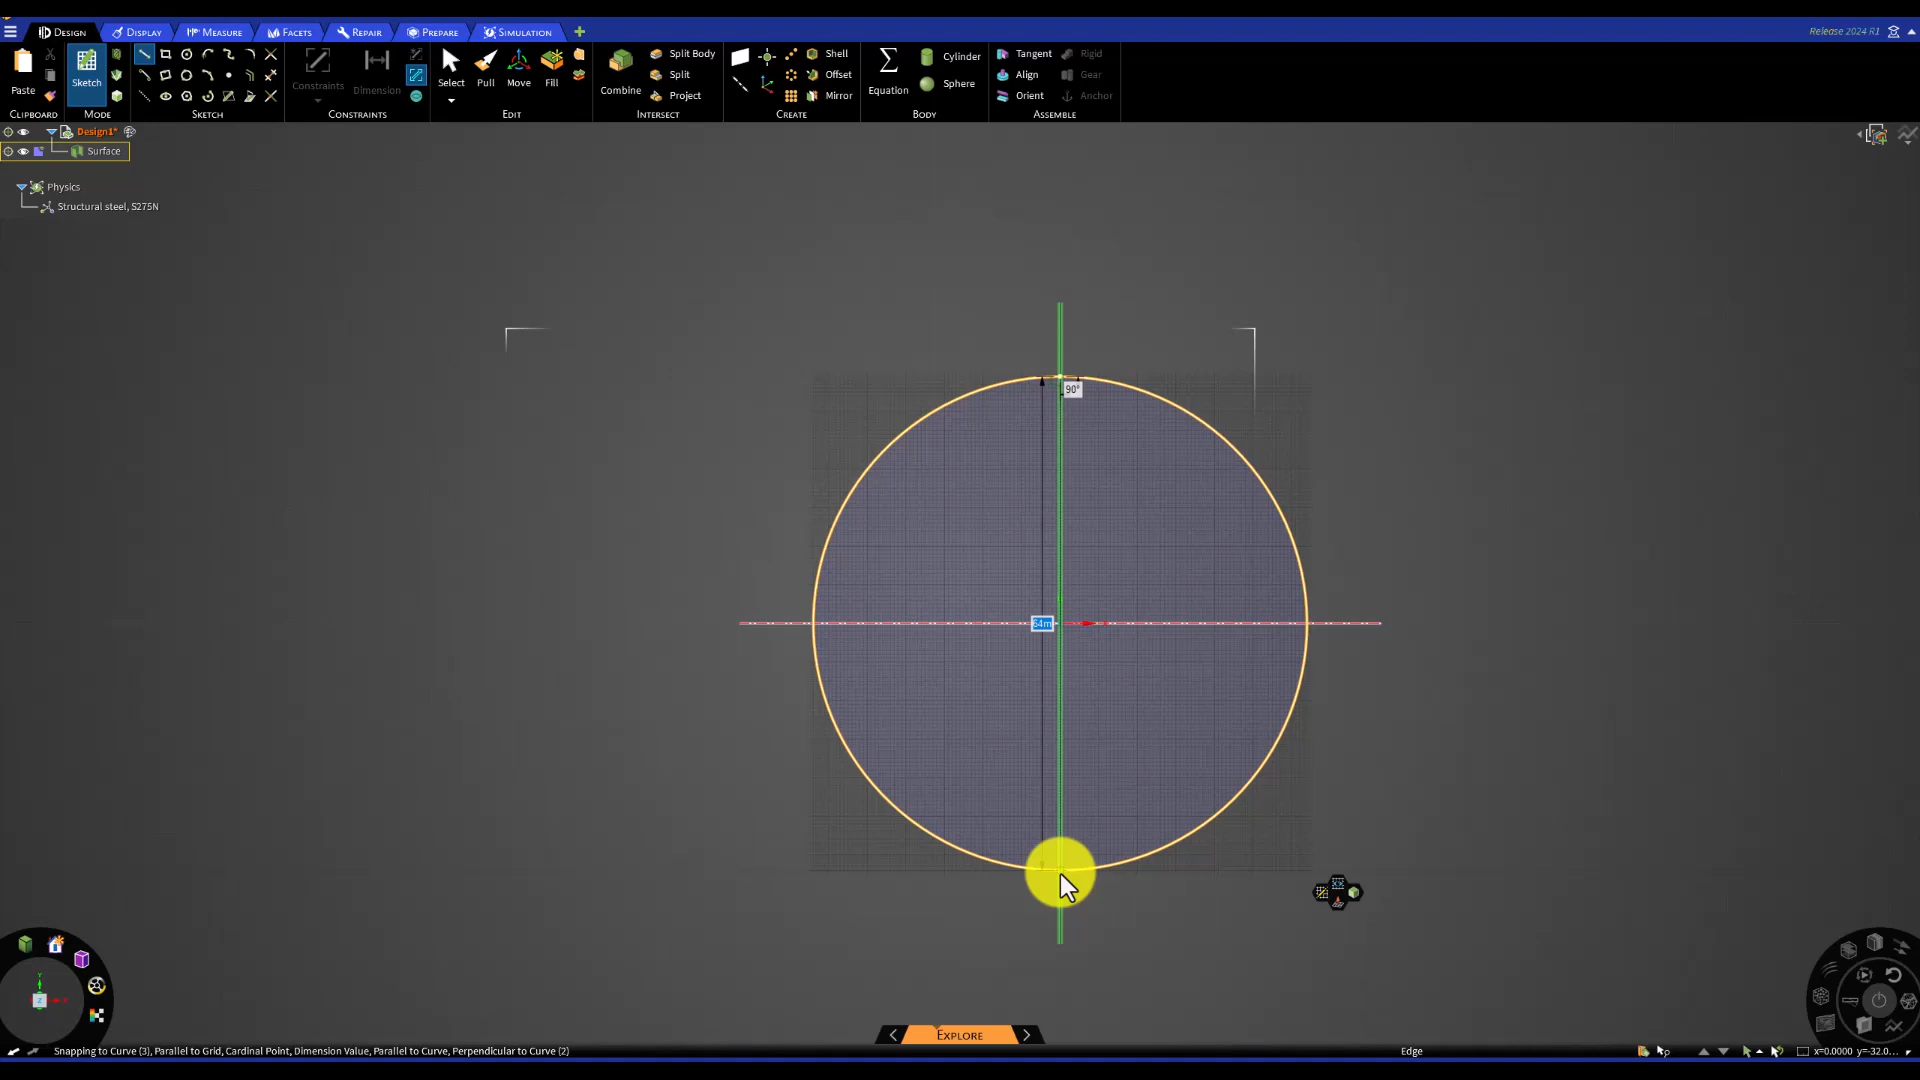 DESIGN DISPLAY MEASURE FACETS REPAIR PREPARE SIMULATION Release 2024 R1
Paste Sketch Constraints Dimension Select Pull Move Fill Combine Split Body Split Project Shell Offset Mirror Equation Cylinder Sphere Tangent Align Orient Rigid Gear Anchor
CLIPBOARD MODE SKETCH CONSTRAINTS EDIT INTERSECT CREATE BODY ASSEMBLE
Design1*
Surface
Physics
Structural steel, S275N
90°
64m
Y
Z
EXPLORE
Snapping to Curve (3), Parallel to Grid, Cardinal Point, Dimension Value, Parallel to Curve, Perpendicular to Curve (2) Edge x=0.0000 y=-32.0...